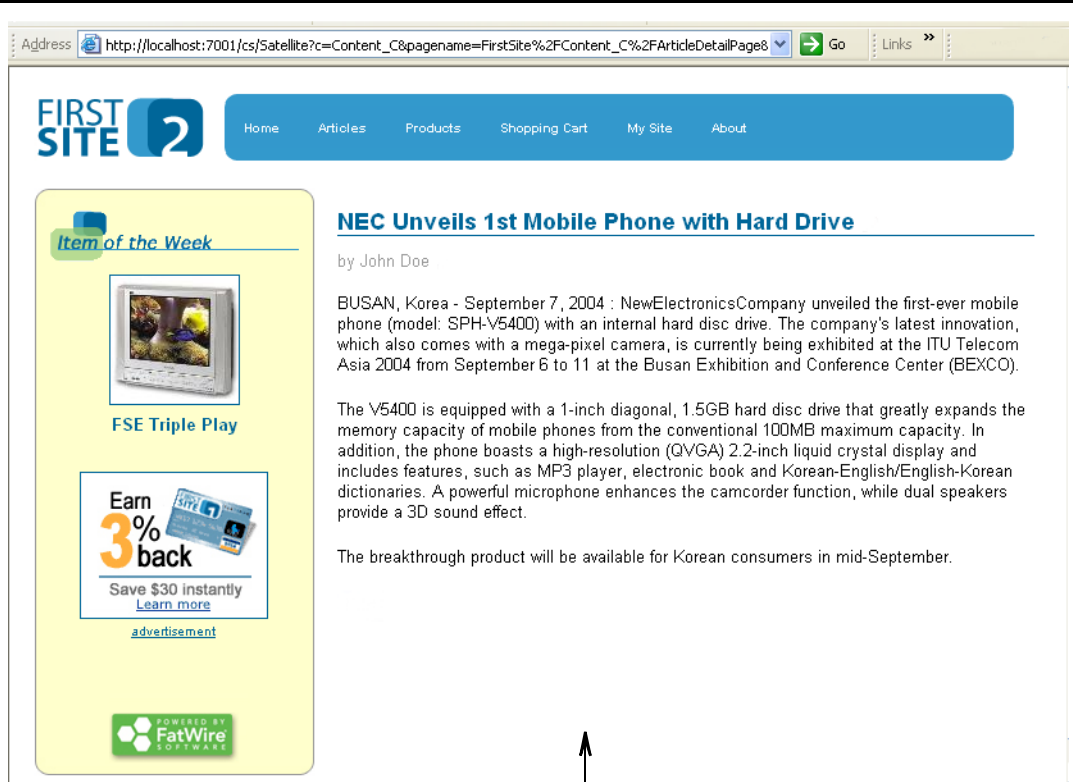 Address http://localhost:7001/cs/Satellite?c=Content_C&pagename=FirstSite%2FContent_C%2FArticleDetailPage& Go Links »
FIRST
SITE 2
Home Articles Products Shopping Cart My Site About
Item of the Week
FSE Triple Play
Earn
3%
back
FIRST
SITE 2
VISA
Save $30 instantly
Learn more
advertisement
POWERED BY
FatWire
SOFTWARE
NEC Unveils 1st Mobile Phone with Hard Drive
by John Doe
BUSAN, Korea - September 7, 2004 : NewElectronicsCompany unveiled the first-ever mobile
phone (model: SPH-V5400) with an internal hard disc drive. The company's latest innovation,
which also comes with a mega-pixel camera, is currently being exhibited at the ITU Telecom
Asia 2004 from September 6 to 11 at the Busan Exhibition and Conference Center (BEXCO).
The V5400 is equipped with a 1-inch diagonal, 1.5GB hard disc drive that greatly expands the
memory capacity of mobile phones from the conventional 100MB maximum capacity. In
addition, the phone boasts a high-resolution (QVGA) 2.2-inch liquid crystal display and
includes features, such as MP3 player, electronic book and Korean-English/English-Korean
dictionaries. A powerful microphone enhances the camcorder function, while dual speakers
provide a 3D sound effect.
The breakthrough product will be available for Korean consumers in mid-September.